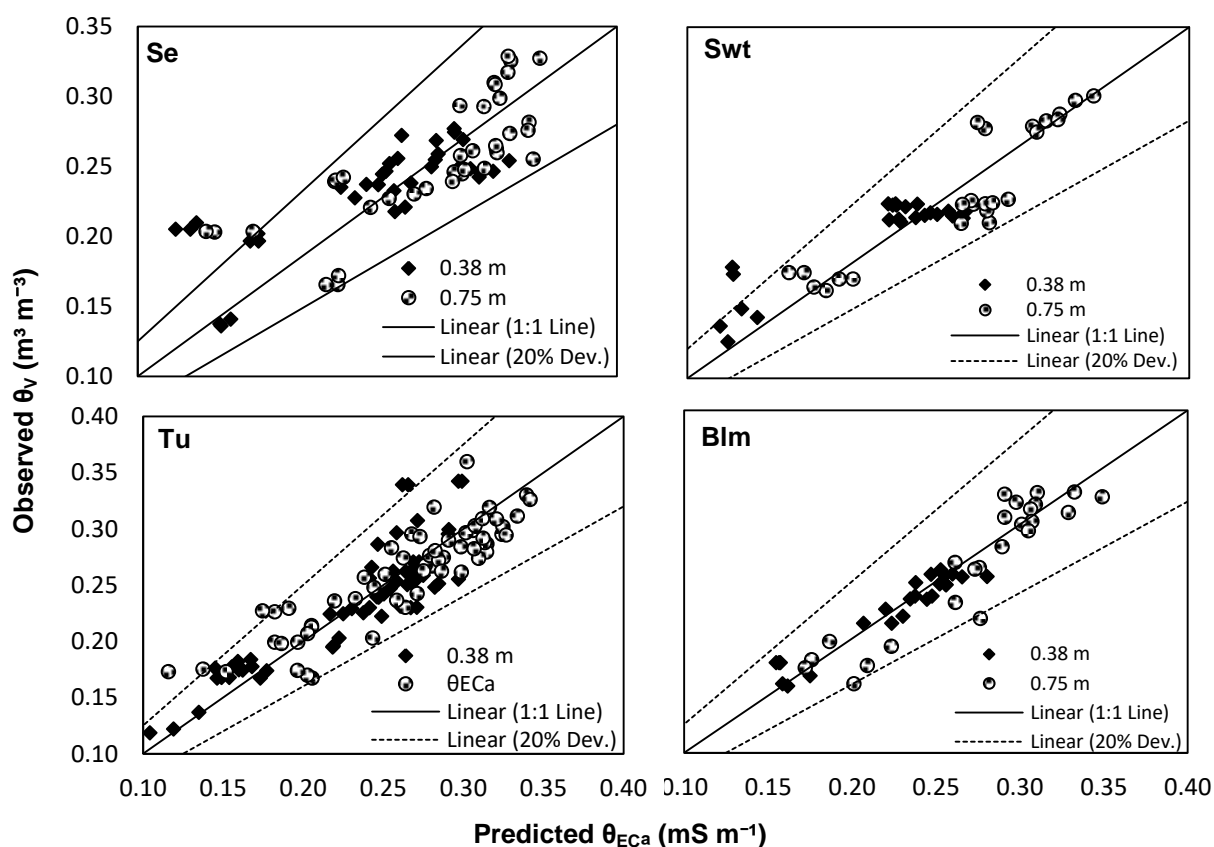 Observed θV (m³ m⁻³)
0.35
0.30
0.25
0.20
0.15
0.10
Se
0.38 m
0.75 m
Linear (1:1 Line)
Linear (20% Dev.)
Swt
0.38 m
0.75 m
Linear (1:1 Line)
Linear (20% Dev.)
0.40
0.35
0.30
0.25
0.20
0.15
0.10
Tu
0.38 m
θECa
Linear (1:1 Line)
Linear (20% Dev.)
0.10 0.15 0.20 0.25 0.30 0.35 0.40
Blm
0.38 m
0.75 m
Linear (1:1 Line)
Linear (20% Dev.)
0.10 0.15 0.20 0.25 0.30 0.35 0.40
Predicted θECa (mS m⁻¹)